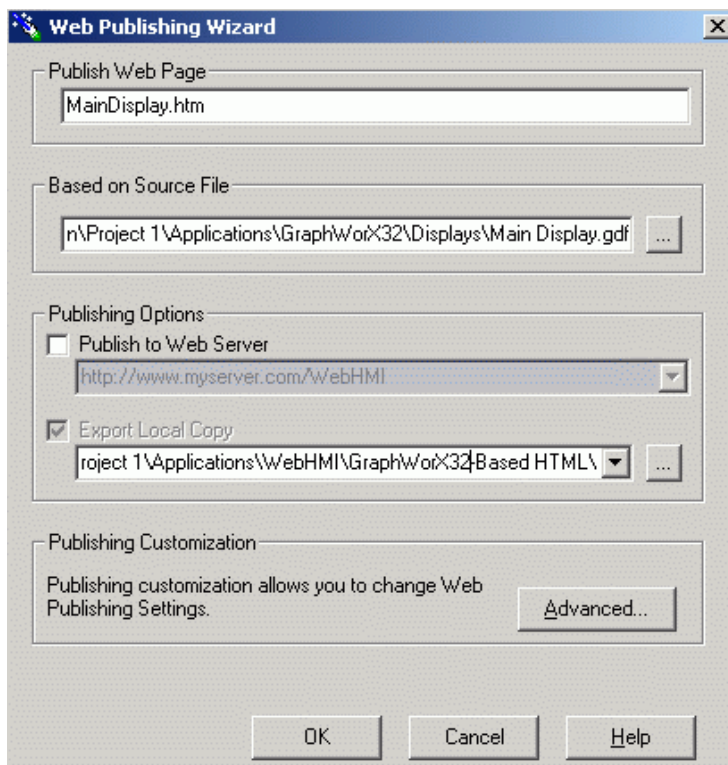 Web Publishing Wizard
Publish Web Page
MainDisplay.htm
Based on Source File
n\Project 1\Applications\GraphWorX32\Displays\Main Display.gdf
...
Publishing Options
Publish to Web Server
http://www.myserver.com/WebHMI
Export Local Copy
roject 1\Applications\WebHMI\GraphWorX32-Based HTML\
...
Publishing Customization
Publishing customization allows you to change Web
Publishing Settings.
Advanced...
OK Cancel Help